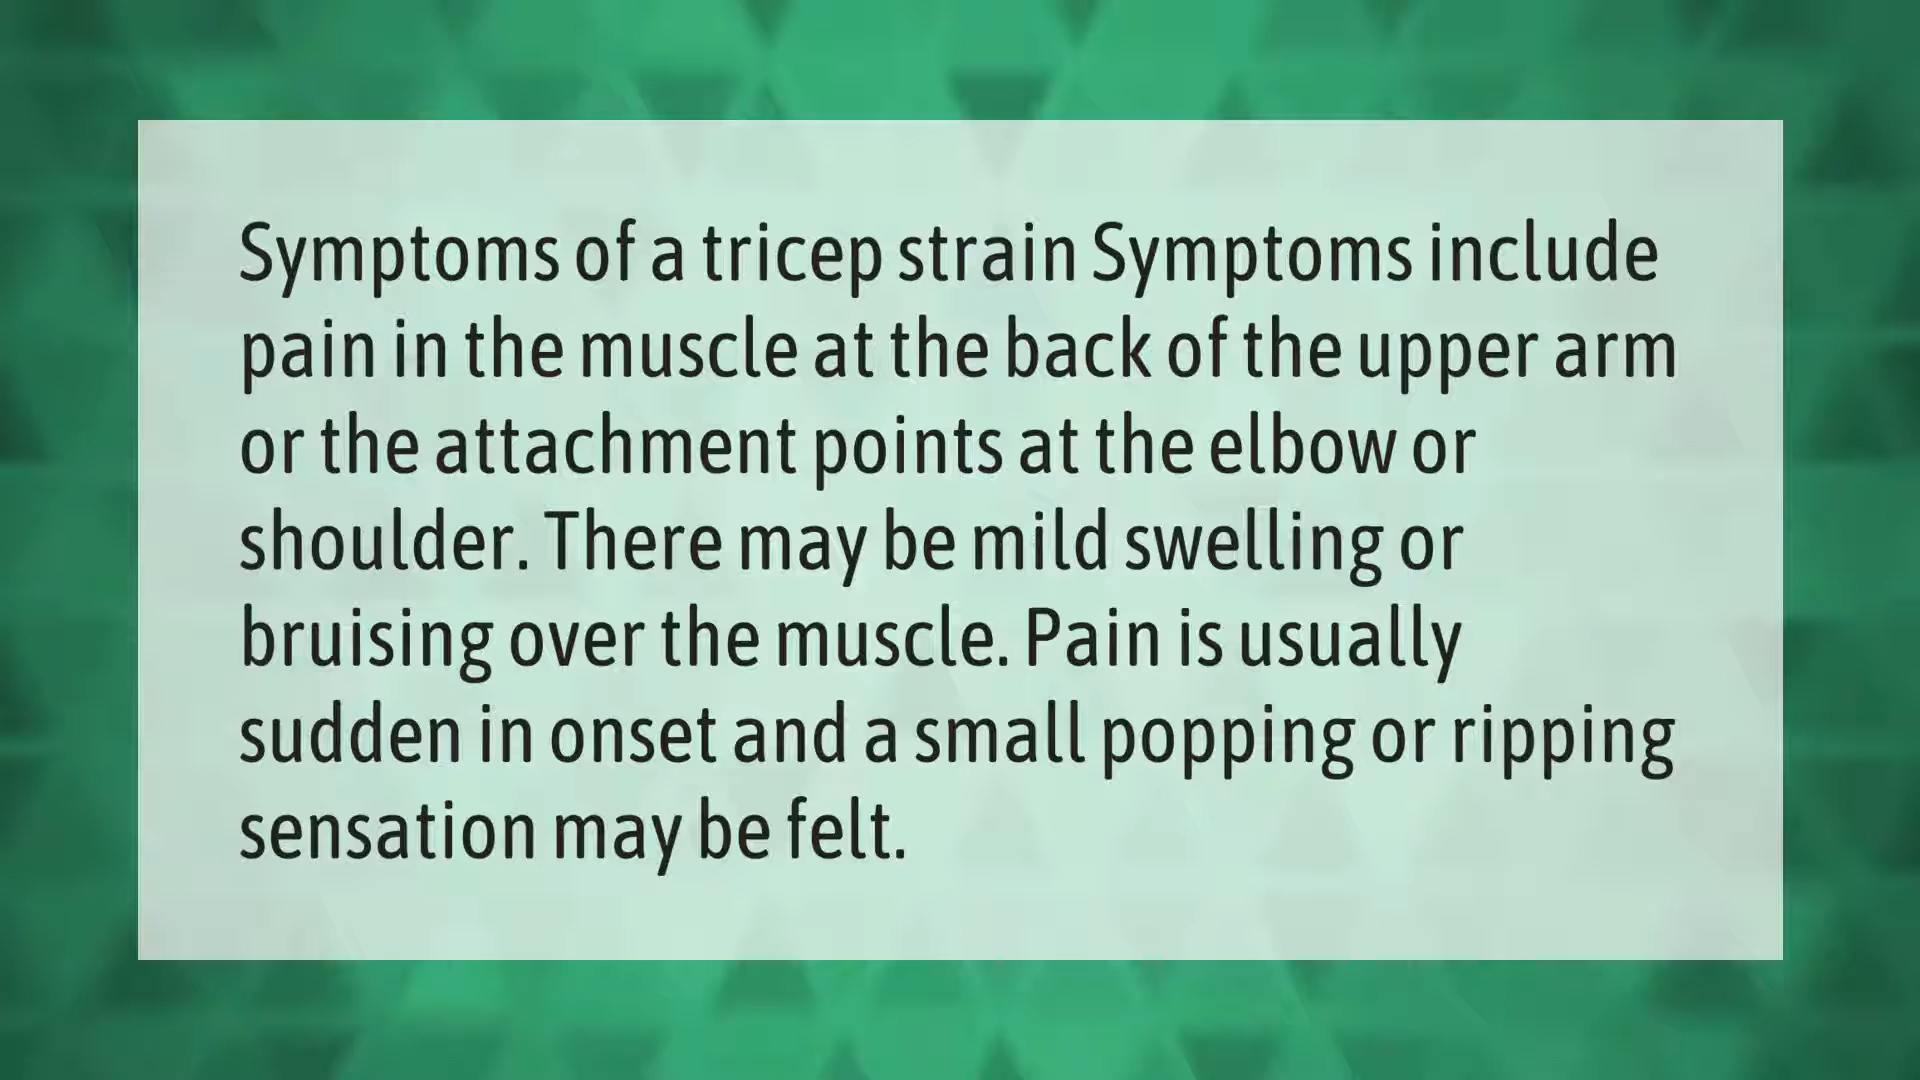 Symptoms of a tricep strain Symptoms include
pain in the muscle at the back of the upper arm
or the attachment points at the elbow or
shoulder. There may be mild swelling or
bruising over the muscle. Pain is usually
sudden in onset and a small popping or ripping
sensation may be felt.